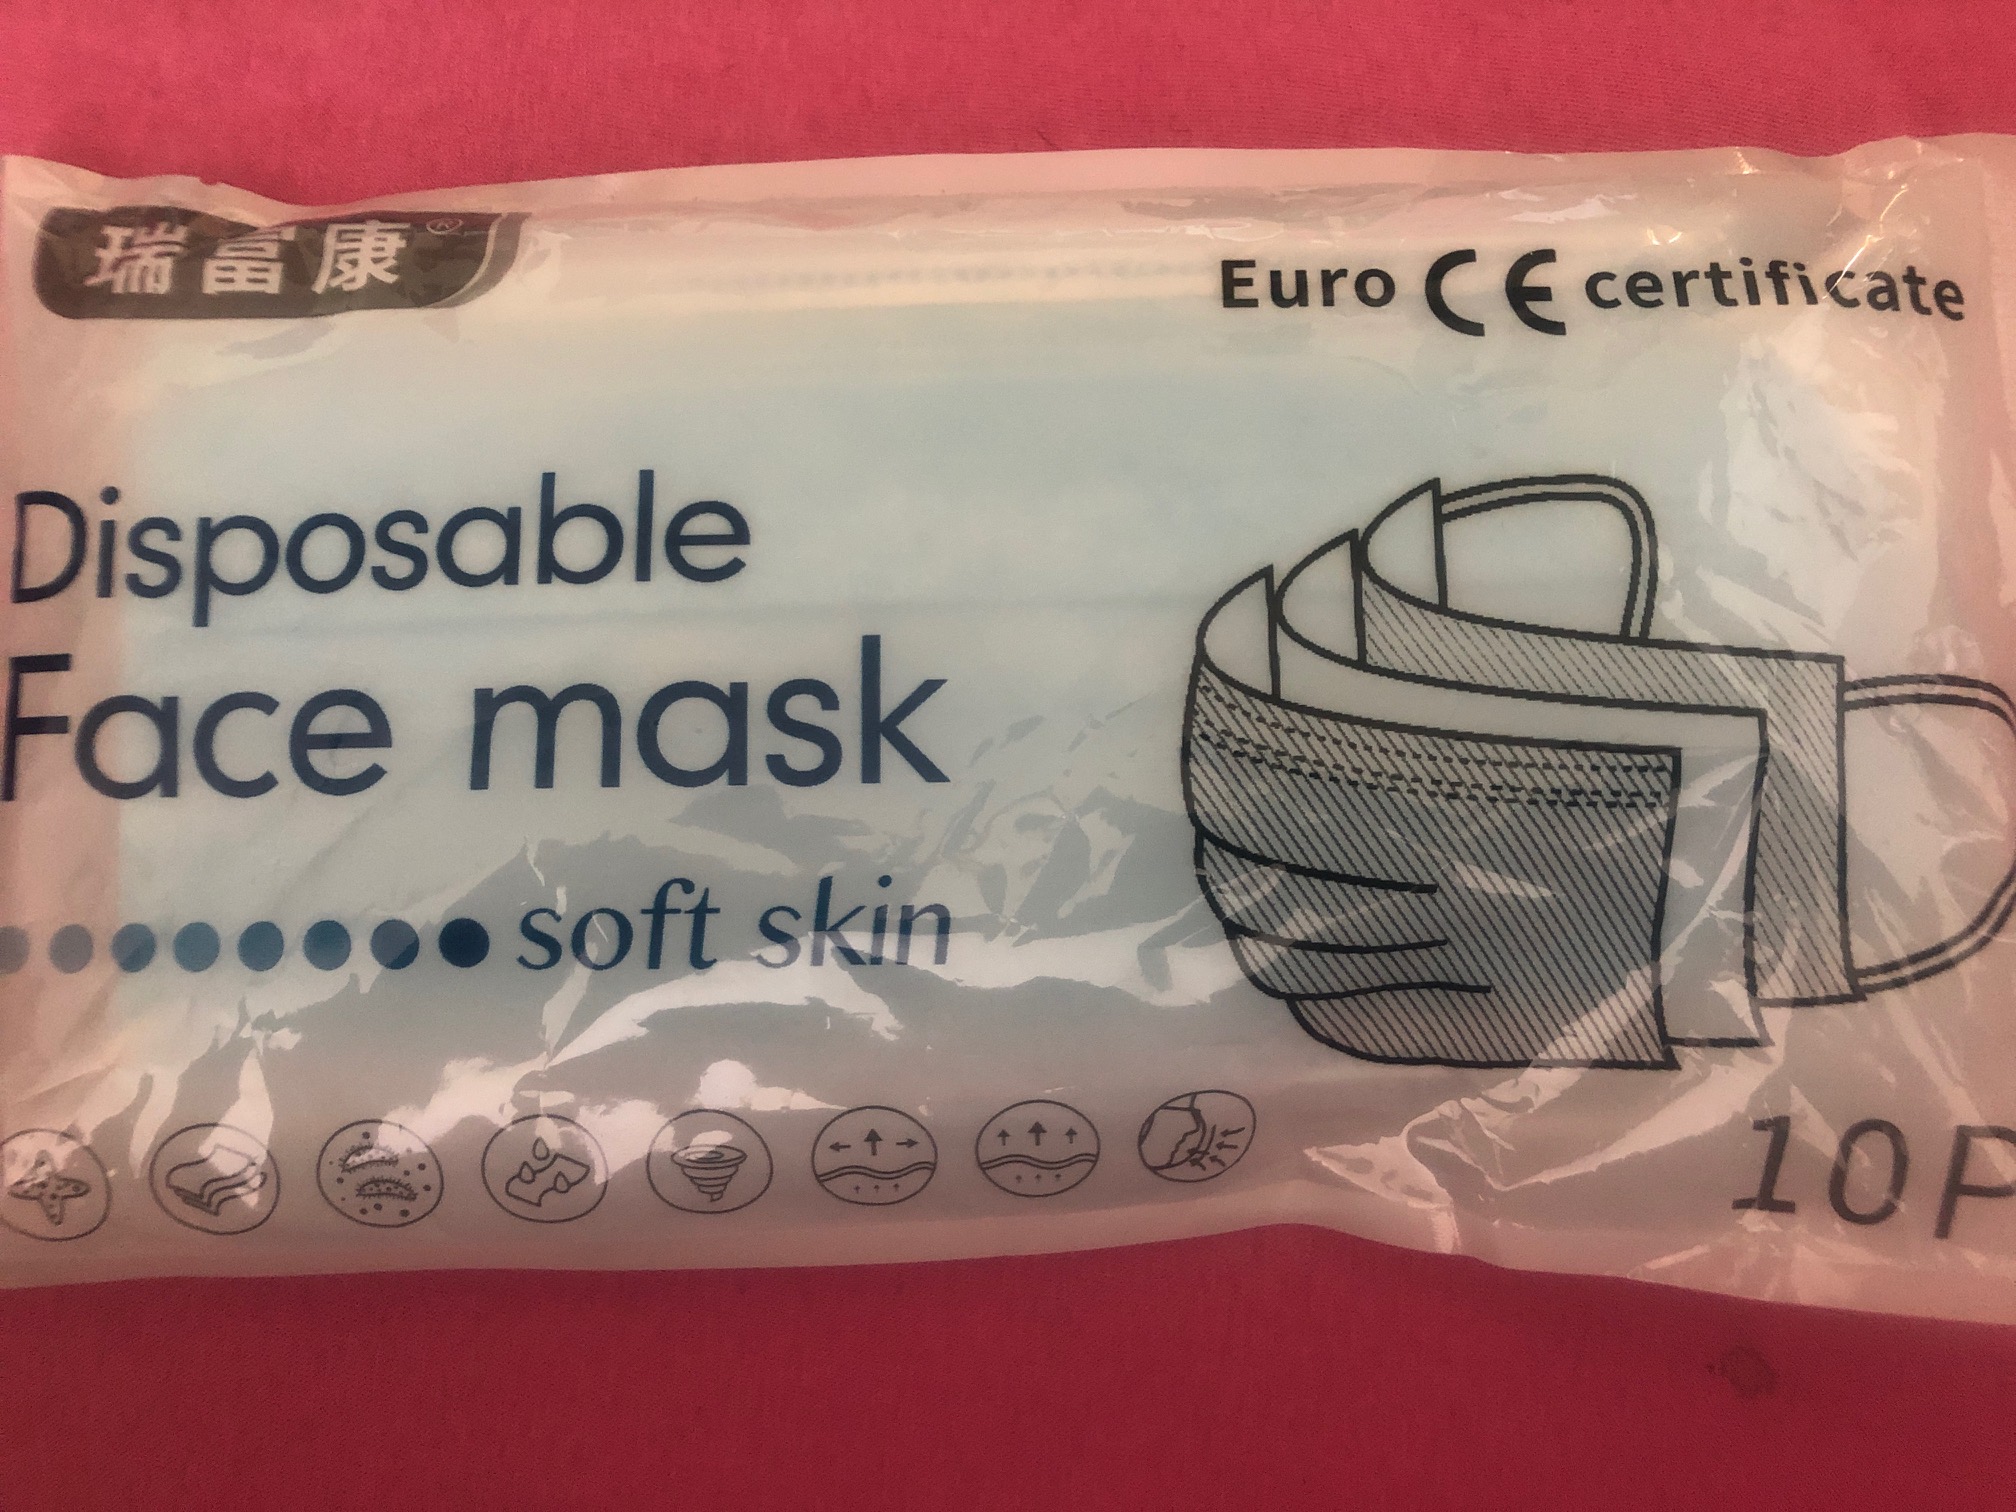 瑞富康®
Euro CE certificate
Disposable
Face mask
soft skin
10P